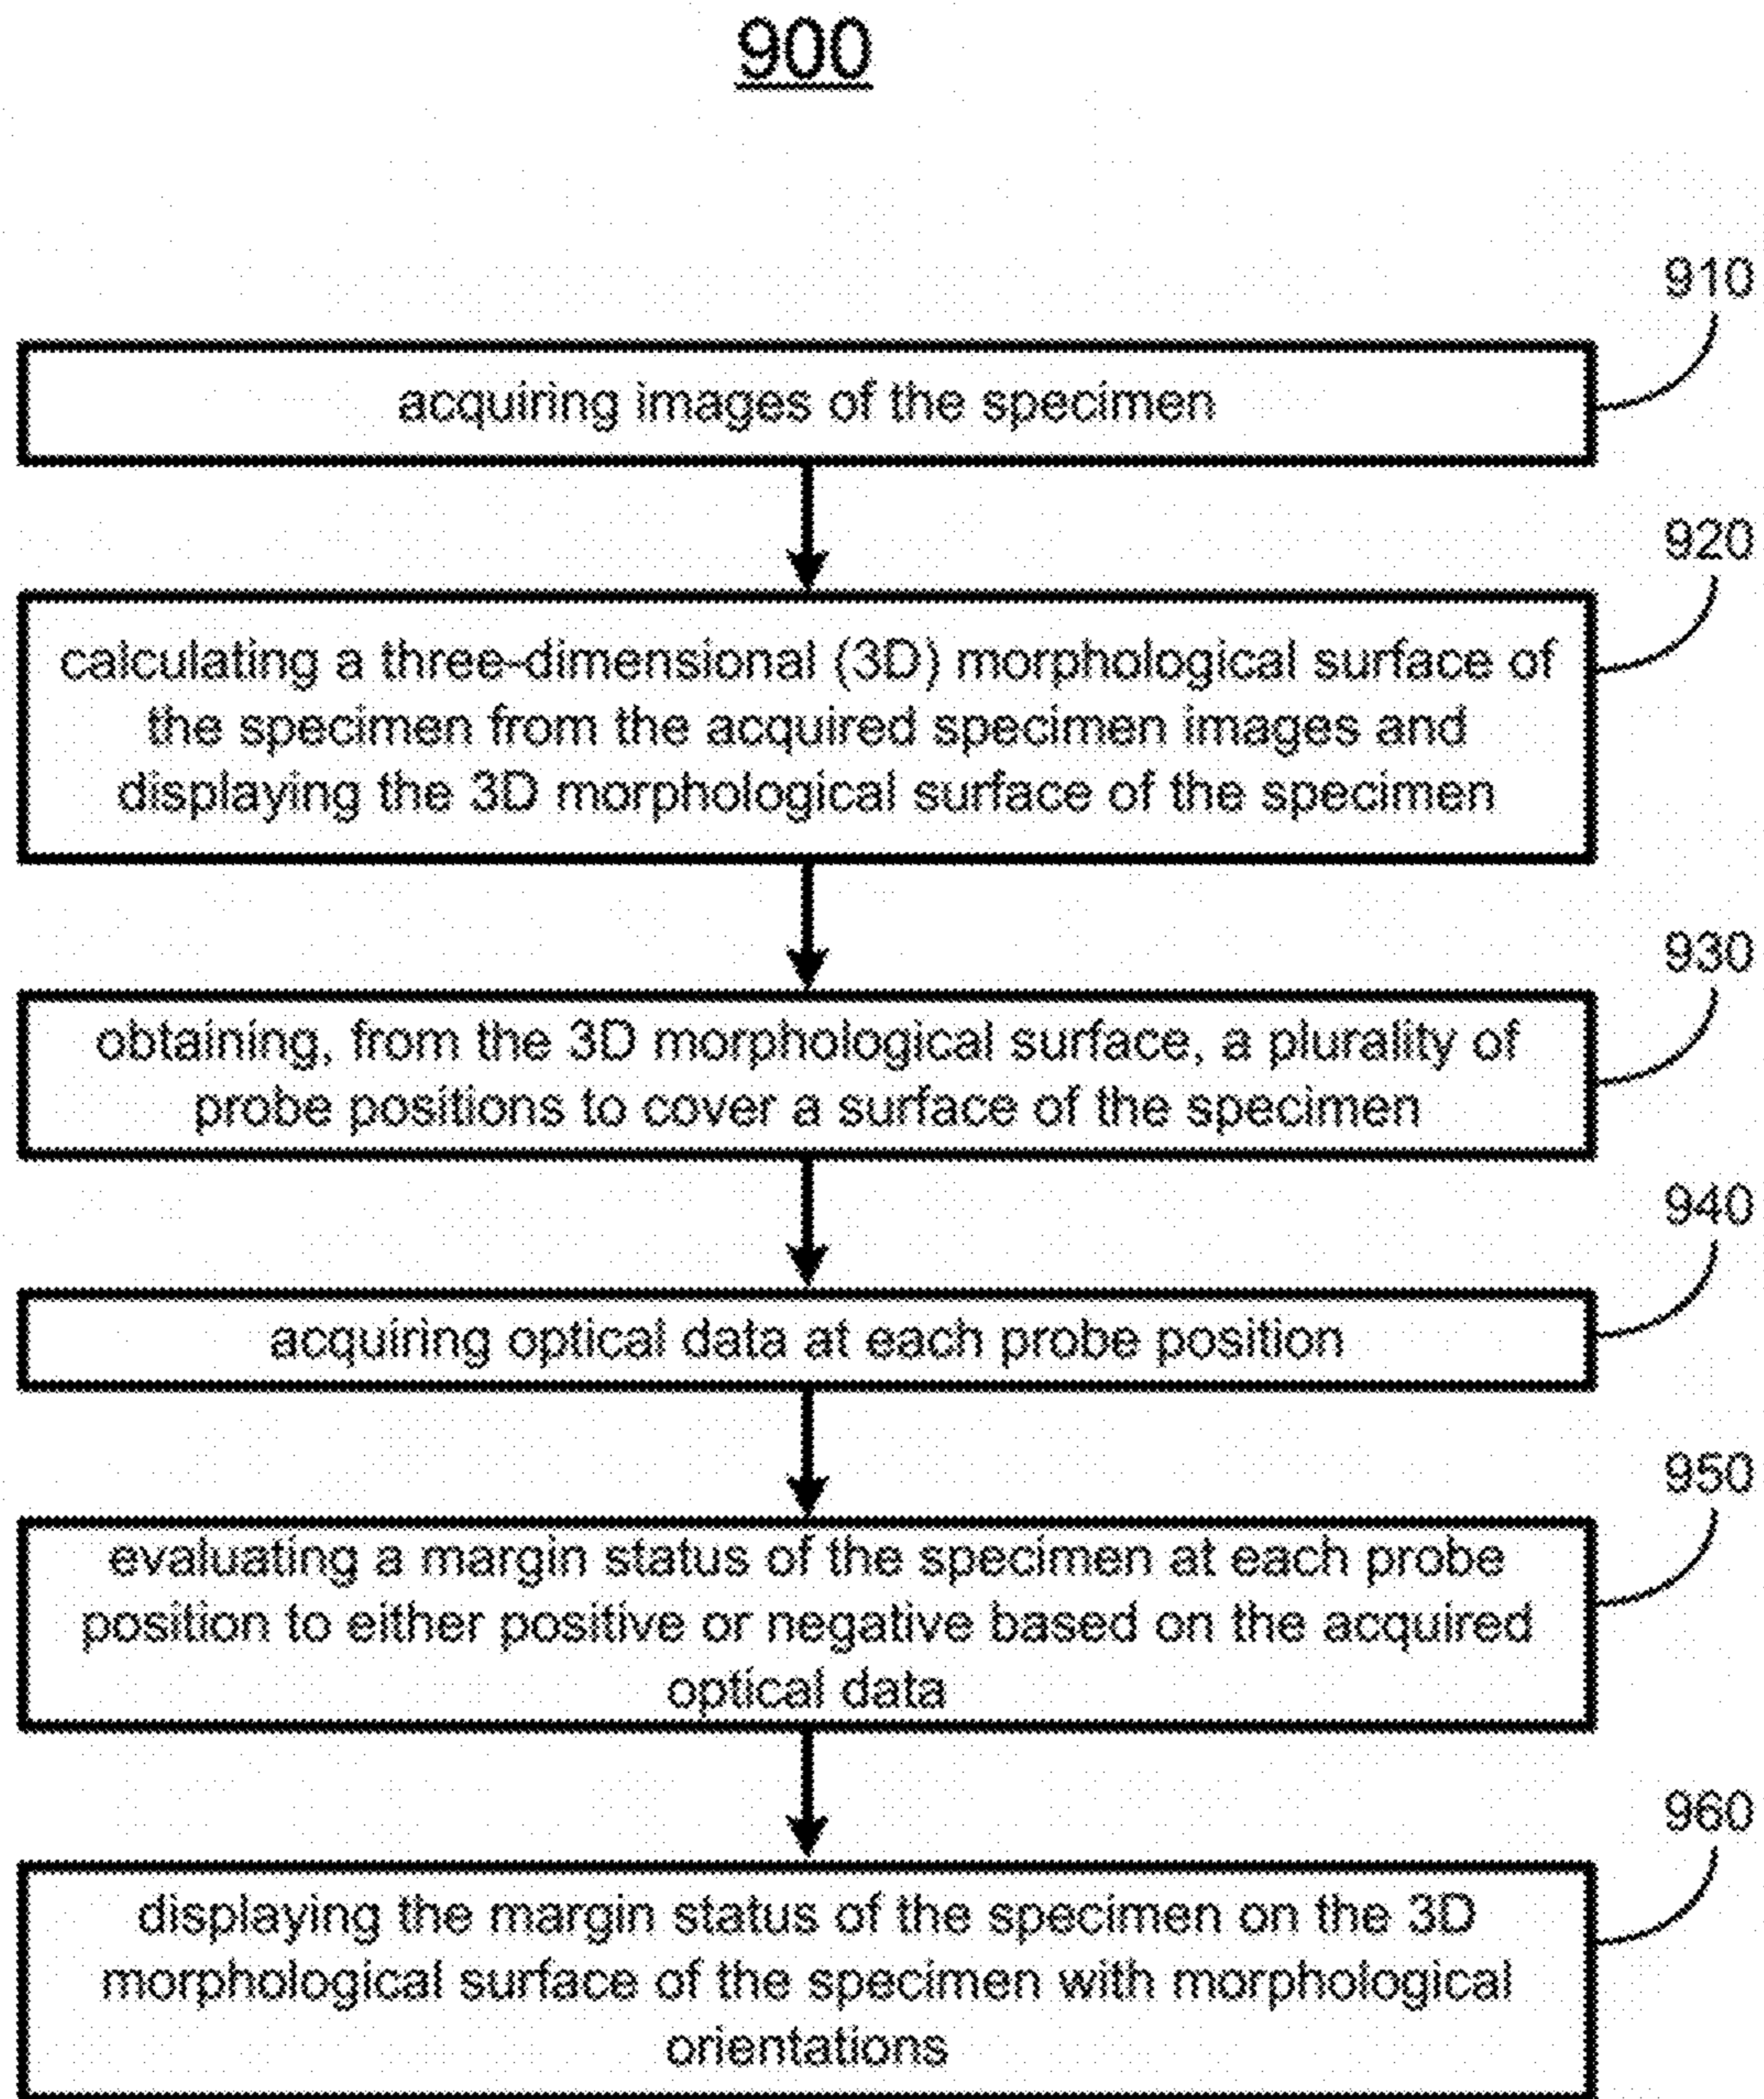 900
910
acquiring images of the specimen
920
calculating a three-dimensional (3D) morphological surface of
the specimen from the acquired specimen images and
displaying the 3D morphological surface of the specimen
930
obtaining, from the 3D morphological surface, a plurality of
probe positions to cover a surface of the specimen
940
acquiring optical data at each probe position
950
evaluating a margin status of the specimen at each probe
position to either positive or negative based on the acquired
optical data
960
displaying the margin status of the specimen on the 3D
morphological surface of the specimen with morphological
orientations